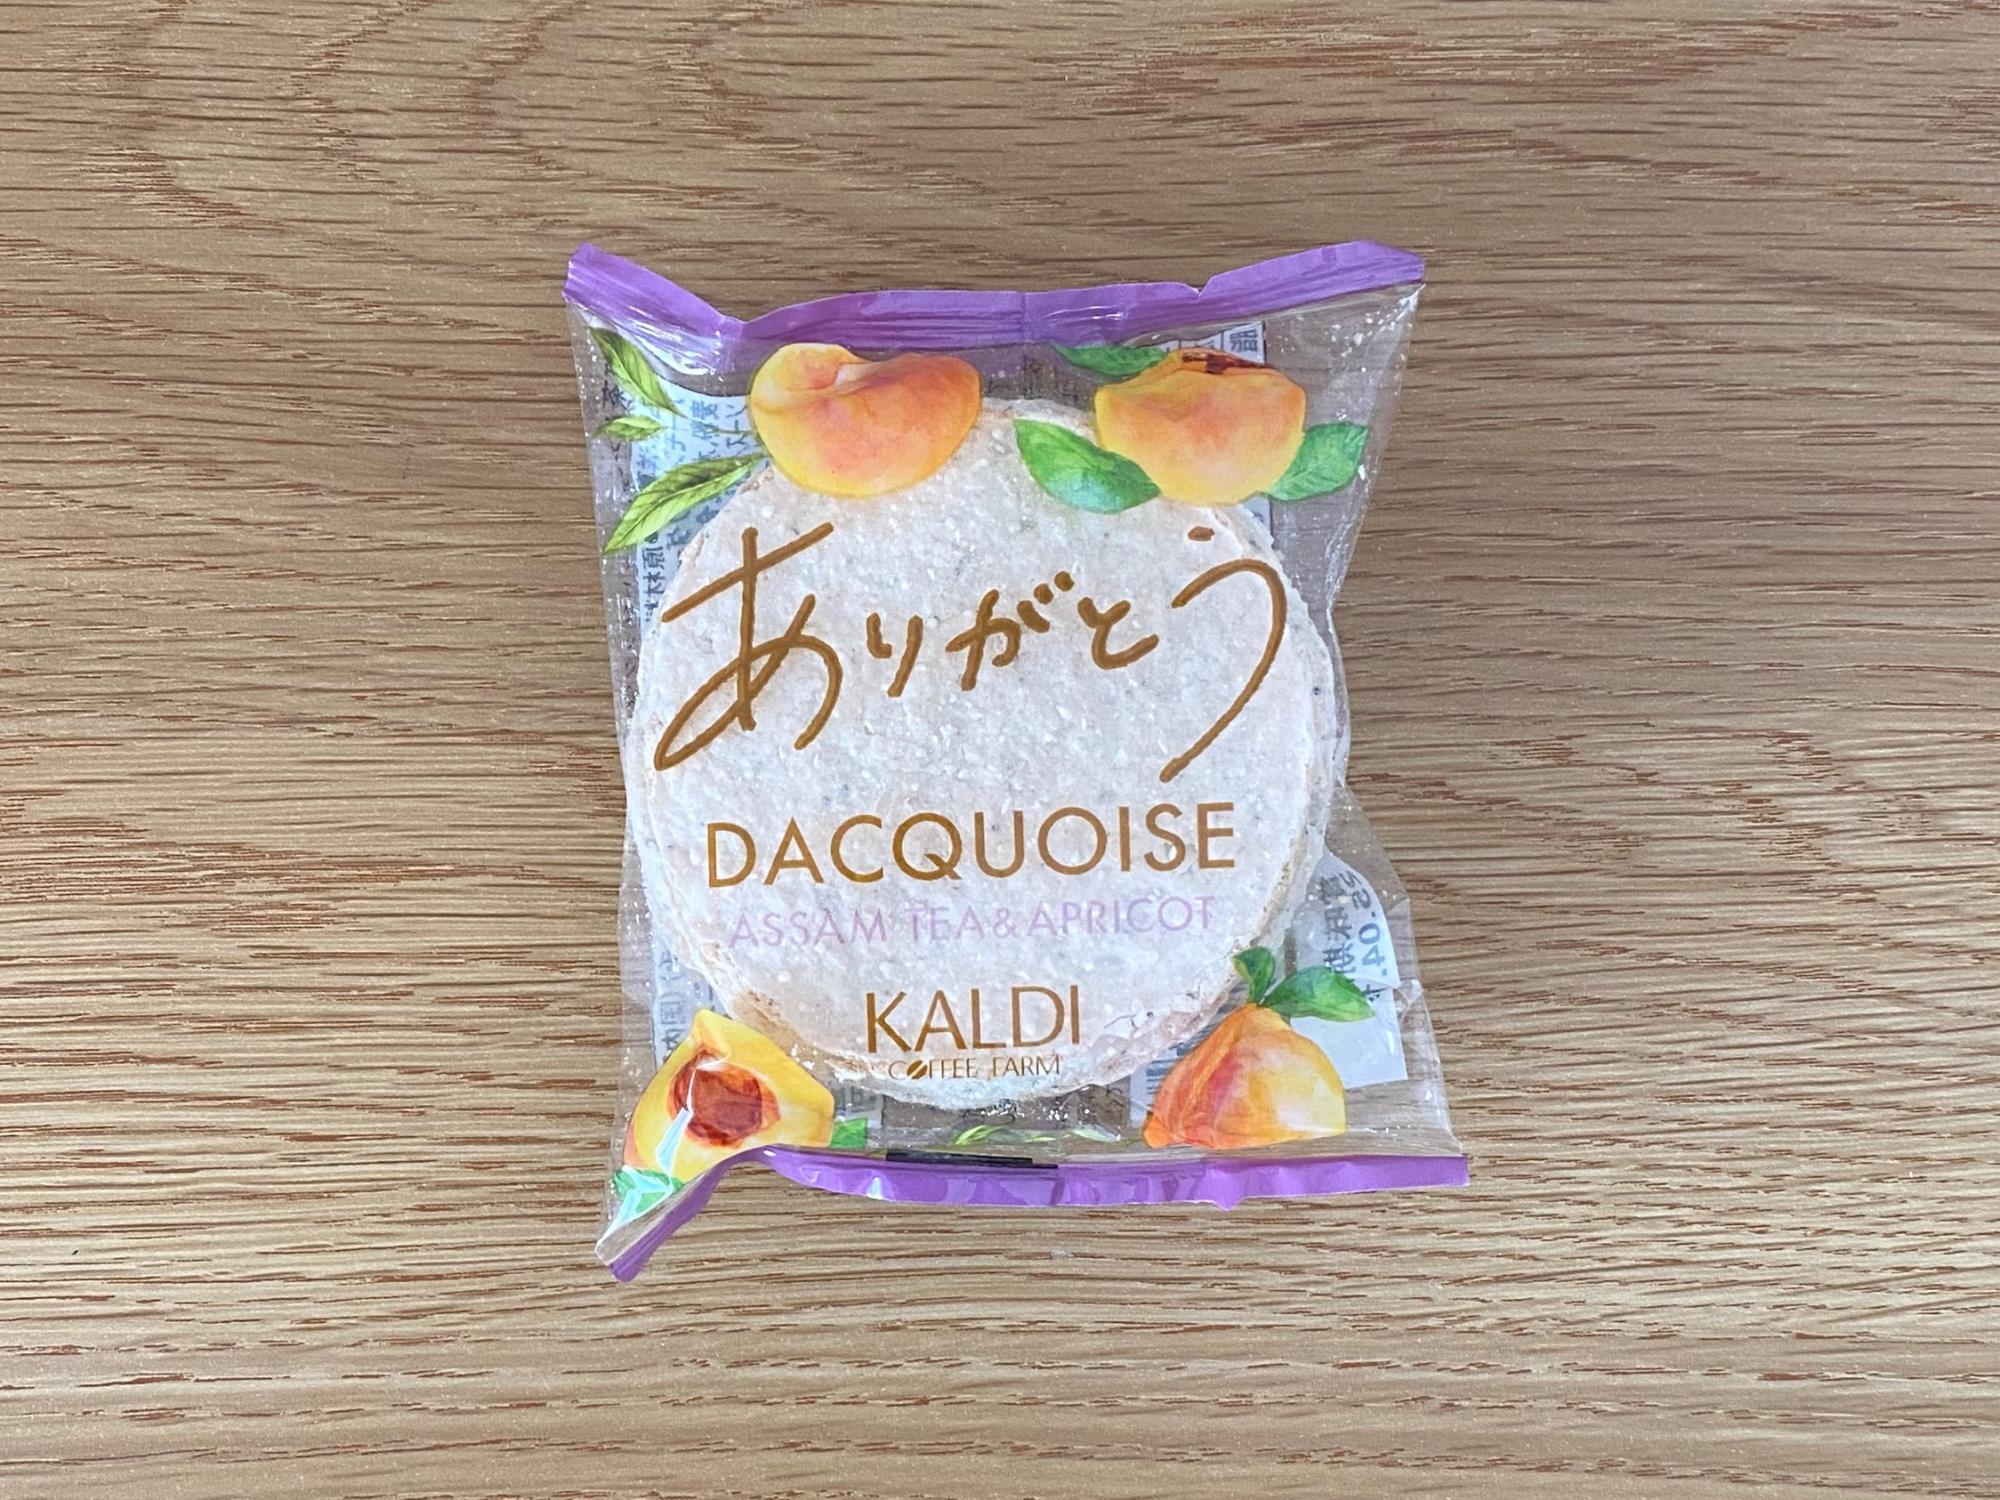 ありがとう
DACQUOISE
ASSAM TEA & APRICOT
KALDI
COFFEE FARM